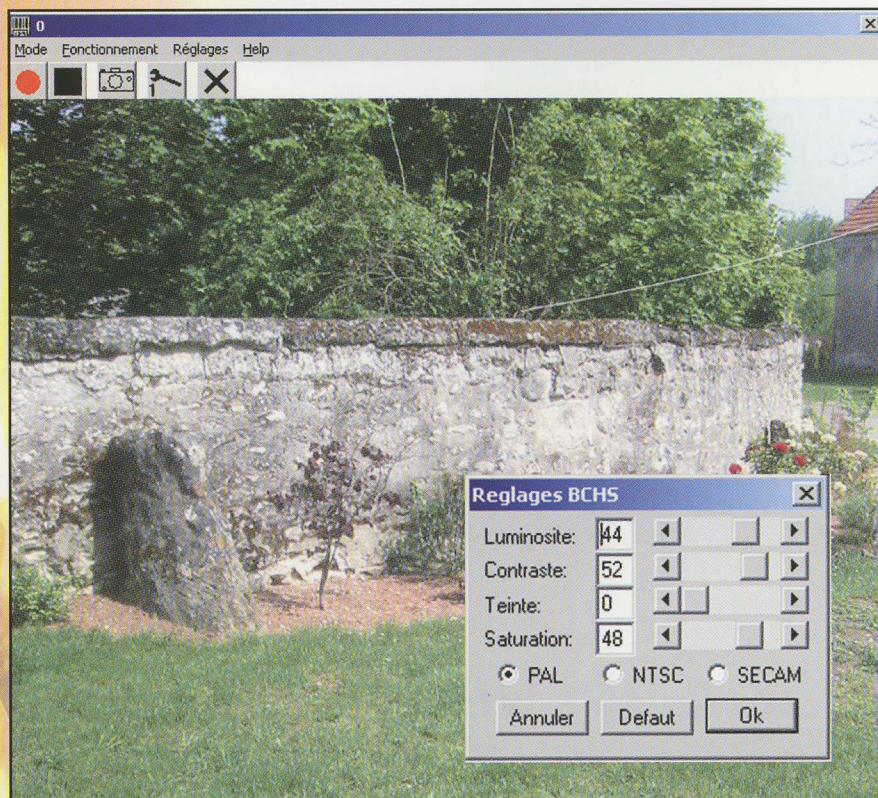 0
Mode Fonctionnement Réglages Help
1
Reglages BCHS
Luminosite: 44
Contraste: 52
Teinte: 0
Saturation: 48
PAL NTSC SECAM
Annuler Defaut Ok